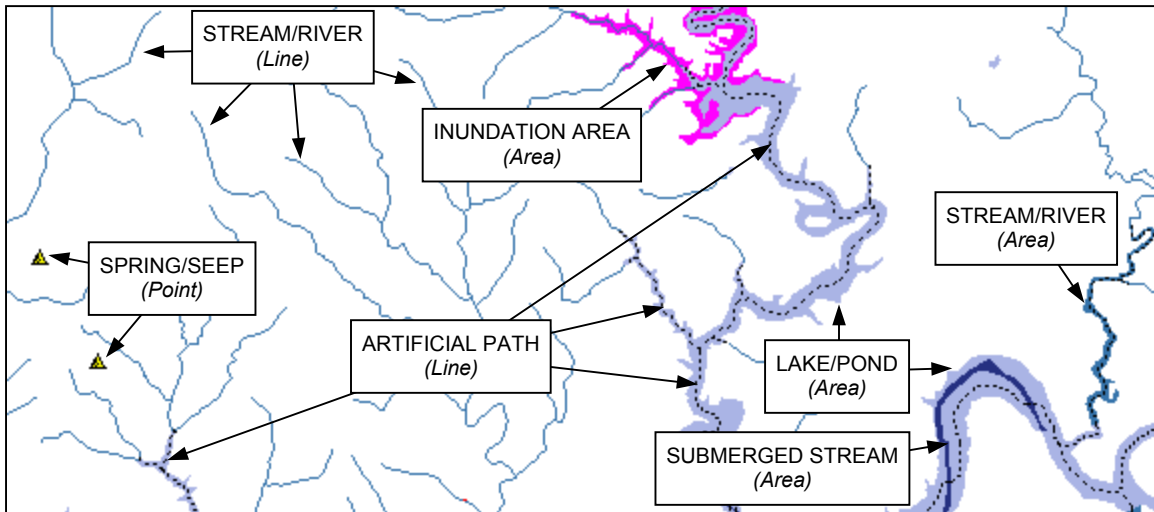 STREAM/RIVER
(Line)
INUNDATION AREA
(Area)
STREAM/RIVER
(Area)
SPRING/SEEP
(Point)
ARTIFICIAL PATH
(Line)
LAKE/POND
(Area)
SUBMERGED STREAM
(Area)